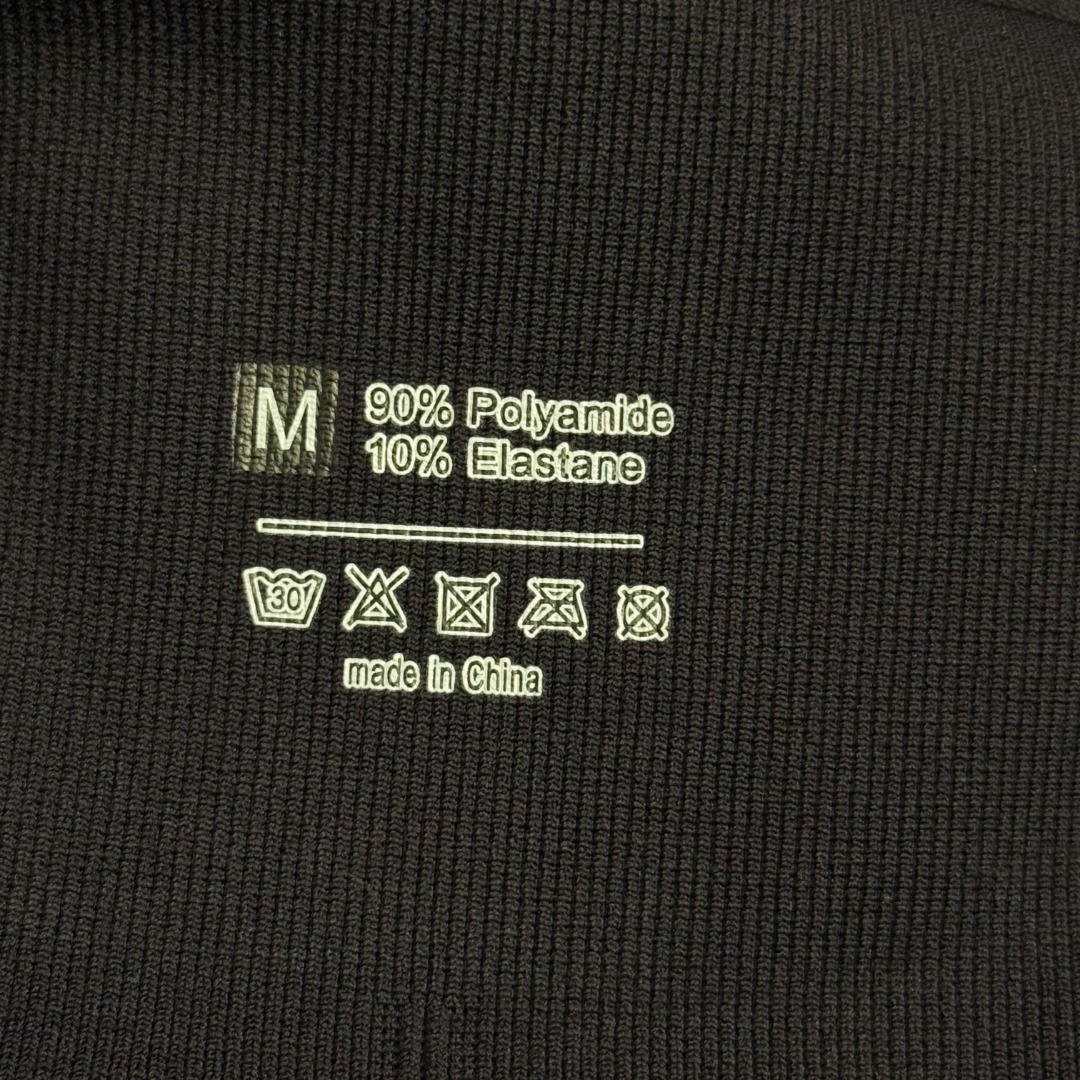 M
90% Polyamide
10% Elastane
30
made in China